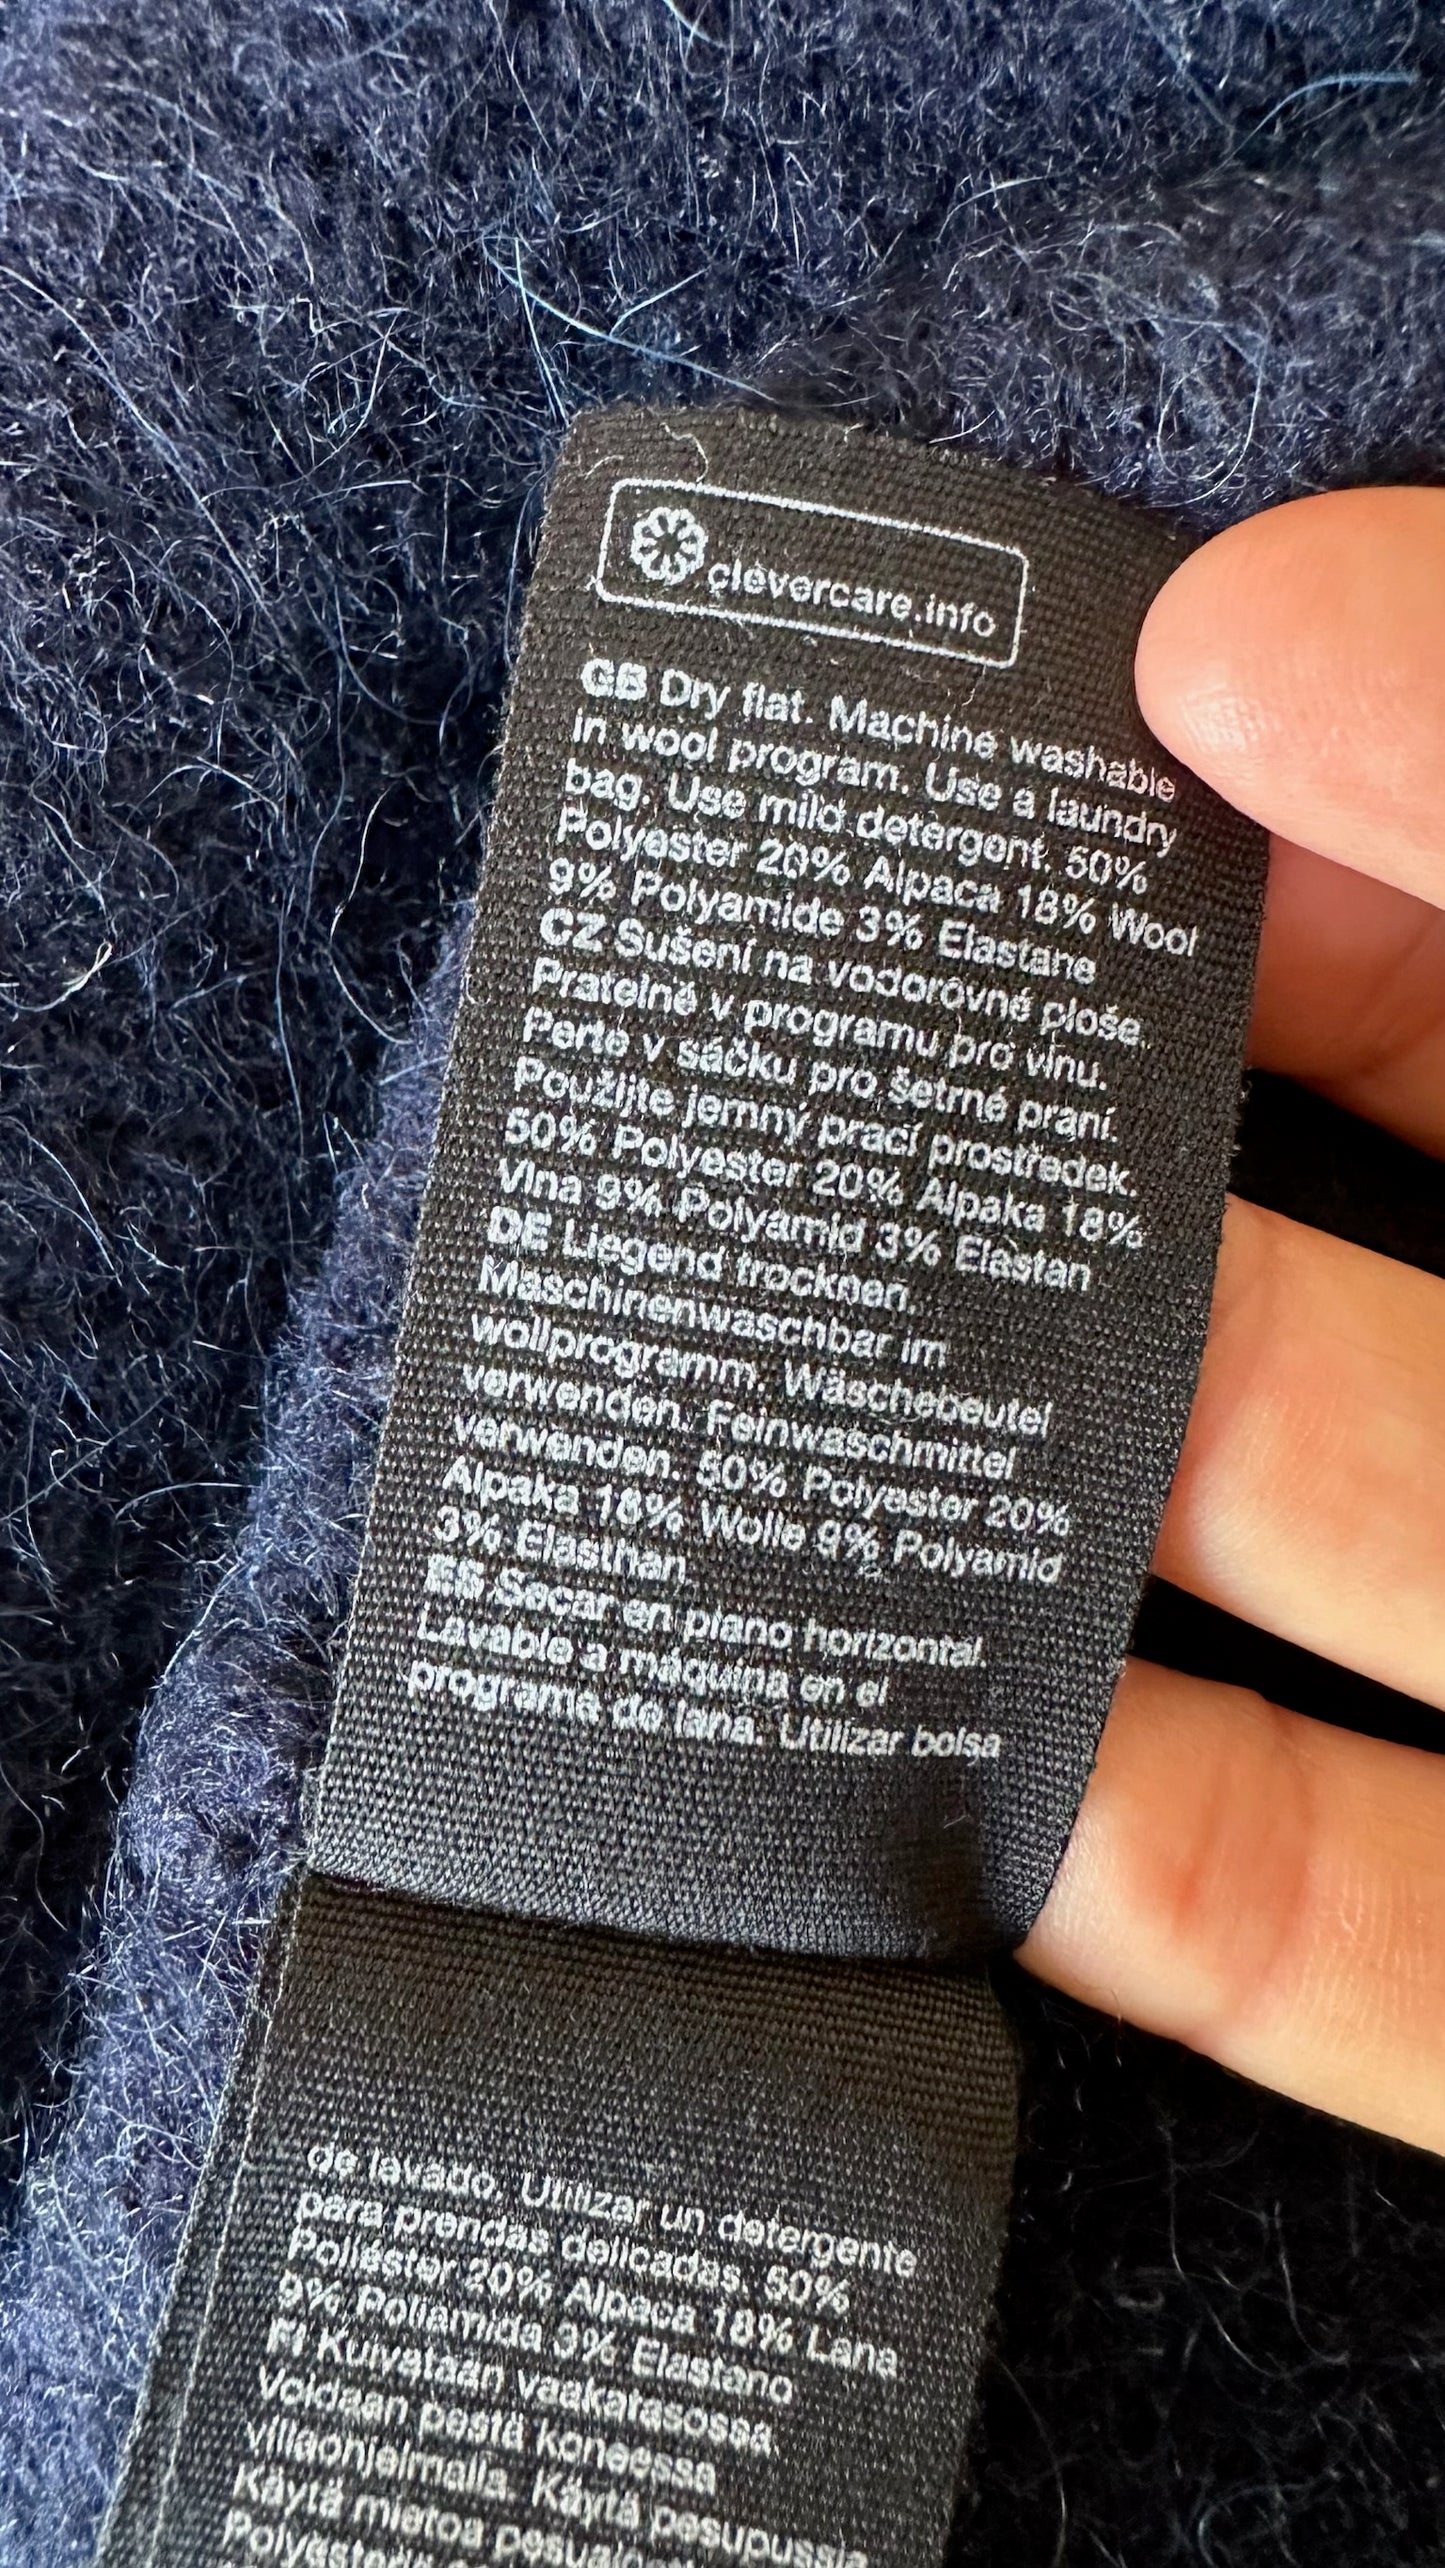 clevercare.info
GB Dry flat. Machine washable
in wool program. Use a laundry
bag. Use mild detergent. 50%
Polyester 20% Alpaca 18% Wool
9% Polyamide 3% Elastane
CZ Sušení na vodorovné ploše.
Pratelné v programu pro vlnu.
Perte v sáčku pro šetrné praní.
Použijte jemný prací prostředek.
50% Polyester 20% Alpaka 18%
Vlna 9% Polyamid 3% Elastan
DE Liegend trocknen.
Maschinenwaschbar im
wollprogramm. Wäschebeutel
verwenden. Feinwaschmittel
verwenden. 50% Polyester 20%
Alpaka 18% Wolle 9% Polyamid
3% Elasthan
ES Secar en plano horizontal
Lavable a máquina en el
programa de lana. Utilizar bolsa
de lavado. Utilizar un detergente
para prendas delicadas. 50%
Poliéster 20% Alpaca 18% Lana
9% Poliamida 3% Elastano
FI Kuivataan vaakatasossa
Voidaan pestä koneessa
villaohjelmalla. Käytä pesupussia
Käytä mietoa